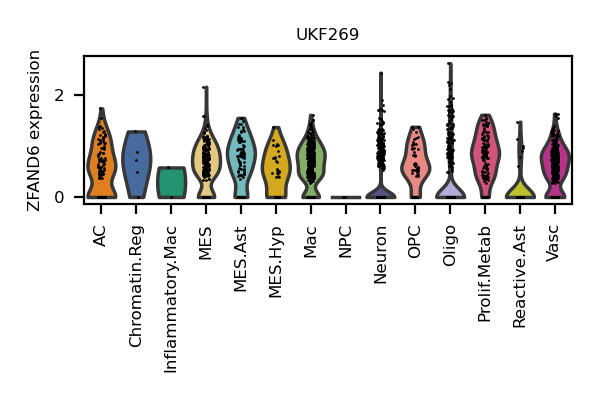 UKF269
ZFAND6 expression
2
0
AC
Chromatin.Reg
Inflammatory.Mac
MES
MES.Ast
MES.Hyp
Mac
NPC
Neuron
OPC
Oligo
Prolif.Metab
Reactive.Ast
Vasc